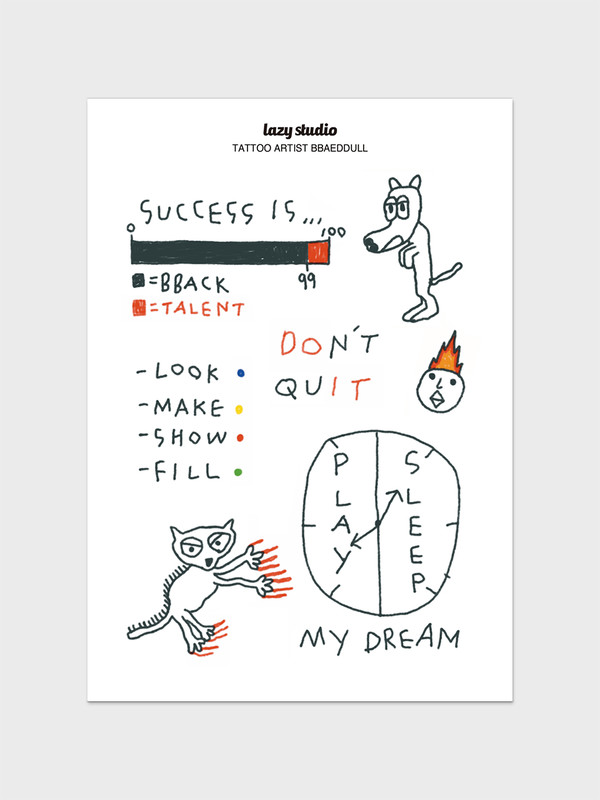 lazy studio
TATTOO ARTIST BBAEDDULL
SUCCESS IS...
0
100
99
=BBACK
=TALENT
DON'T
QUIT
-LOOK
-MAKE
-SHOW
-FILL
PLAY
SLEEP
MY DREAM